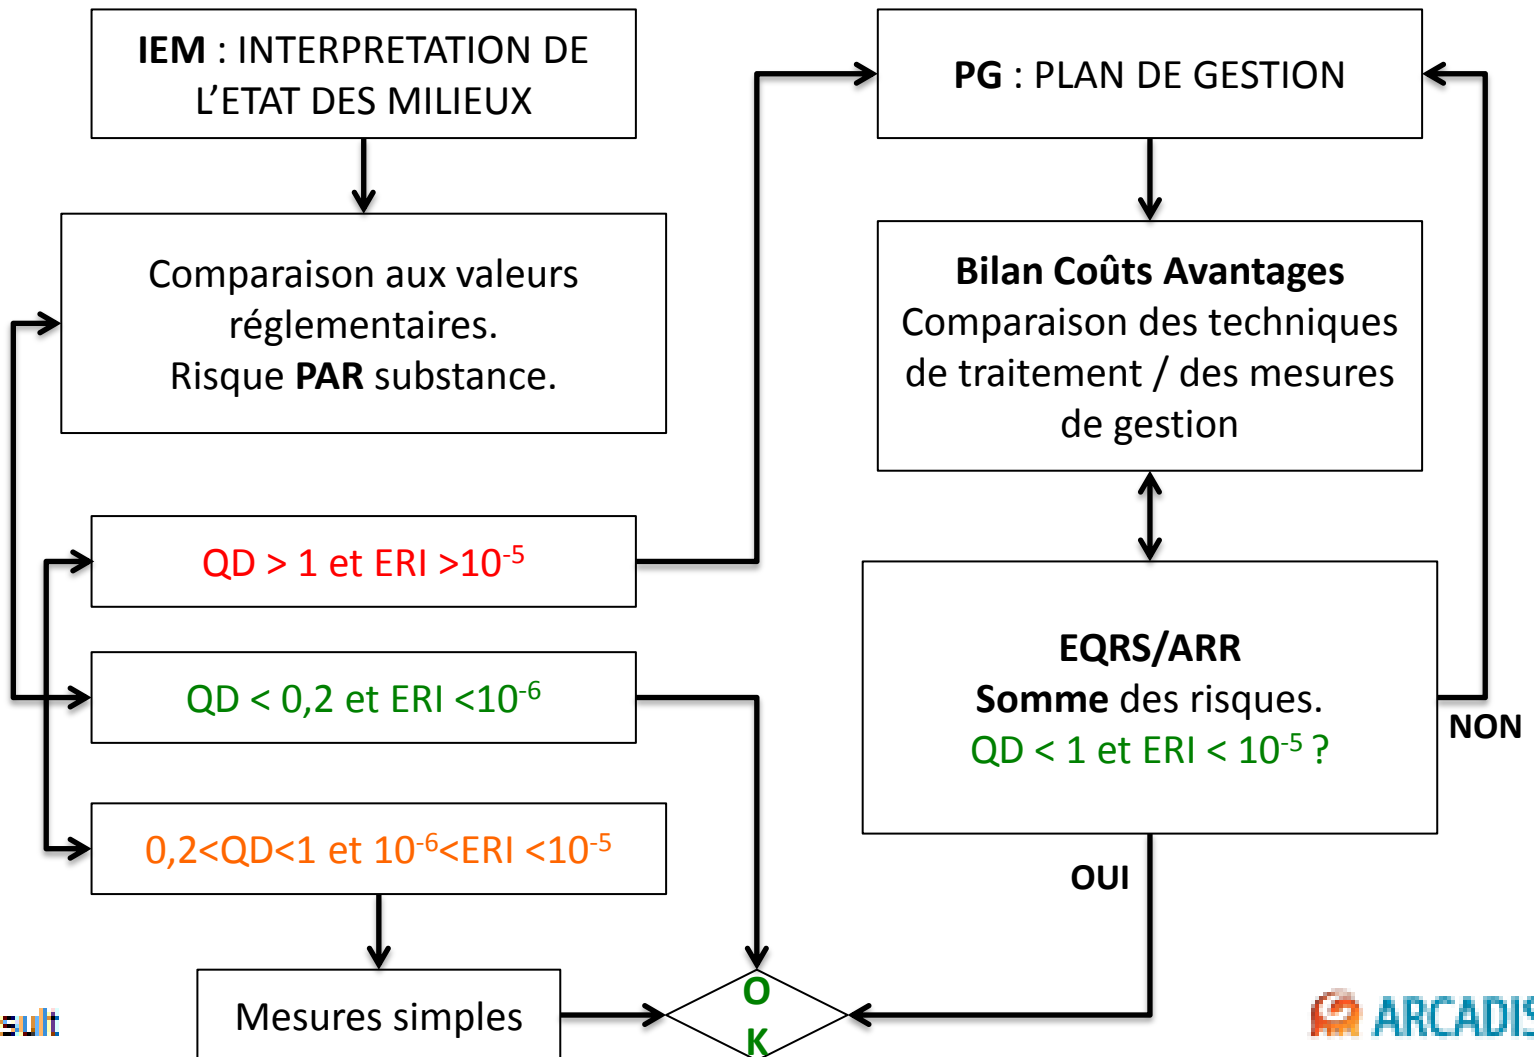 IEM : INTERPRETATION DE
L’ETAT DES MILIEUX
Comparaison aux valeurs
réglementaires.
Risque PAR substance.
QD > 1 et ERI >10⁻⁵
QD < 0,2 et ERI <10⁻⁶
0,2<QD<1 et 10⁻⁶<ERI <10⁻⁵
Mesures simples
O
K
PG : PLAN DE GESTION
Bilan Coûts Avantages
Comparaison des techniques
de traitement / des mesures
de gestion
EQRS/ARR
Somme des risques.
QD < 1 et ERI < 10⁻⁵ ?
NON
OUI
sult
ARCADIS